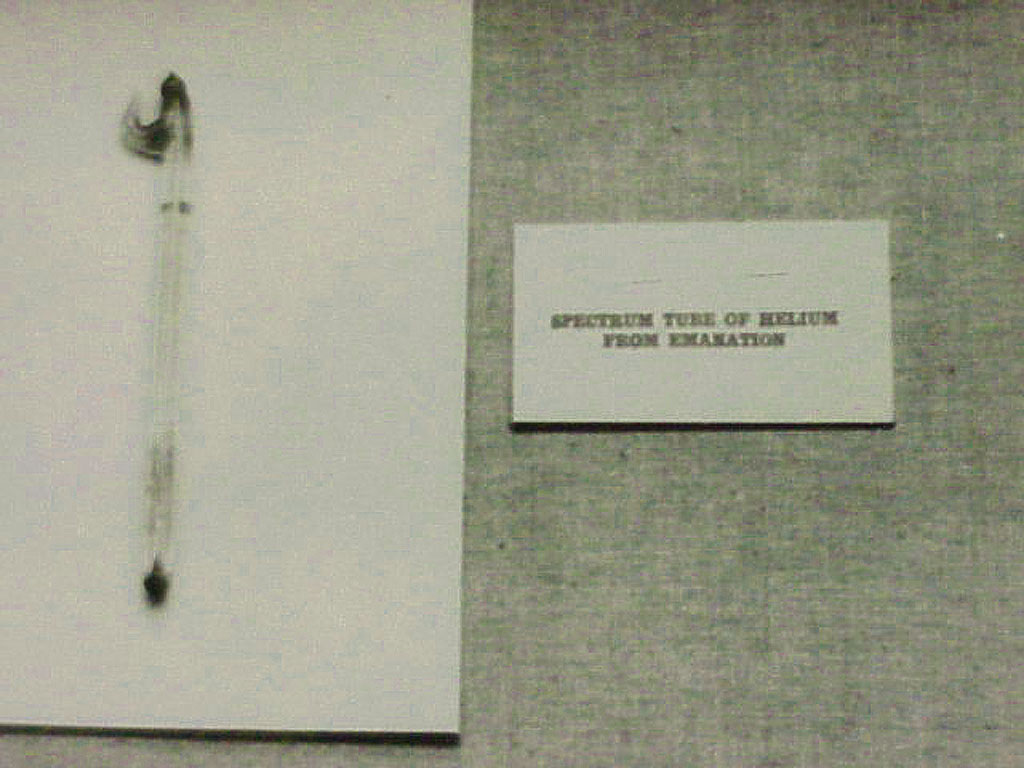 SPECTRUM TUBE OF HELIUM
FROM EMANATION